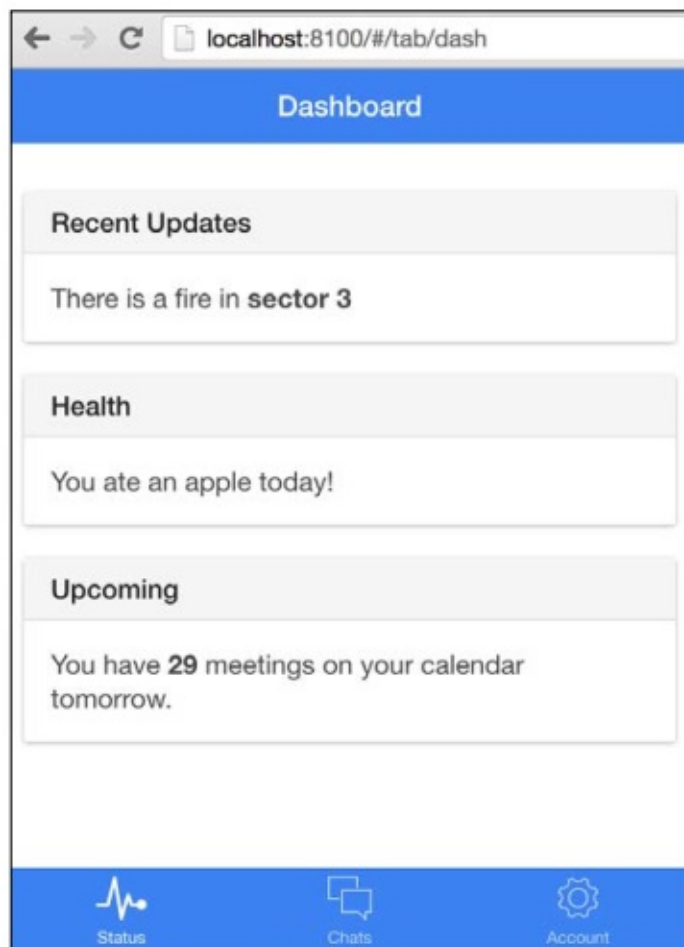 localhost:8100/#/tab/dash
Dashboard
Recent Updates
There is a fire in sector 3
Health
You ate an apple today!
Upcoming
You have 29 meetings on your calendar
tomorrow.
Status
Chats
Account